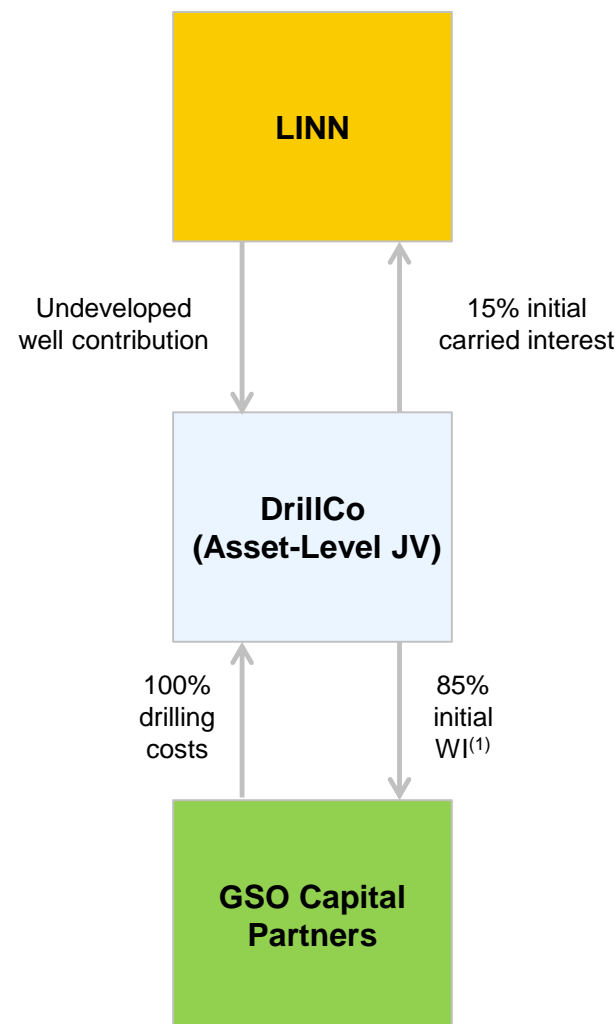 LINN
Undeveloped
well contribution
15% initial
carried interest
DrillCo
(Asset-Level JV)
100%
drilling
costs
85%
initial
WI(1)
GSO Capital
Partners